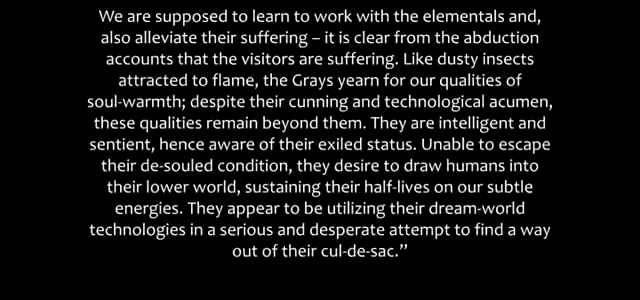 We are supposed to learn to work with the elementals and,
also alleviate their suffering – it is clear from the abduction
accounts that the visitors are suffering. Like dusty insects
attracted to flame, the Grays yearn for our qualities of
soul-warmth; despite their cunning and technological acumen,
these qualities remain beyond them. They are intelligent and
sentient, hence aware of their exiled status. Unable to escape
their de-souled condition, they desire to draw humans into
their lower world, sustaining their half-lives on our subtle
energies. They appear to be utilizing their dream-world
technologies in a serious and desperate attempt to find a way
out of their cul-de-sac.”